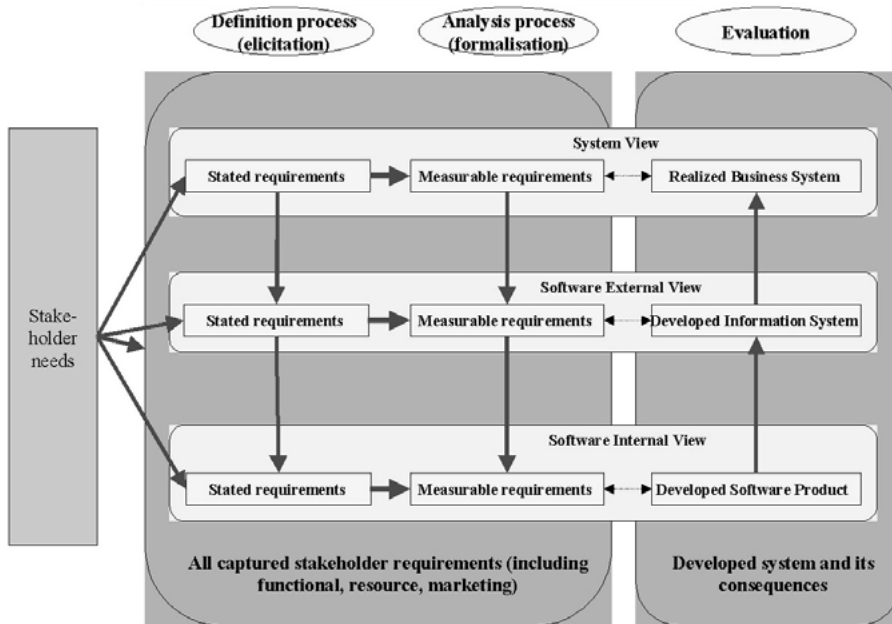 Definition process
(elicitation)
Analysis process
(formalisation)
Evaluation
System View
Stated requirements
Measurable requirements
Realized Business System
Software External View
Stake-
holder
needs
Stated requirements
Measurable requirements
Developed Information System
Software Internal View
Stated requirements
Measurable requirements
Developed Software Product
All captured stakeholder requirements (including
functional, resource, marketing)
Developed system and its
consequences